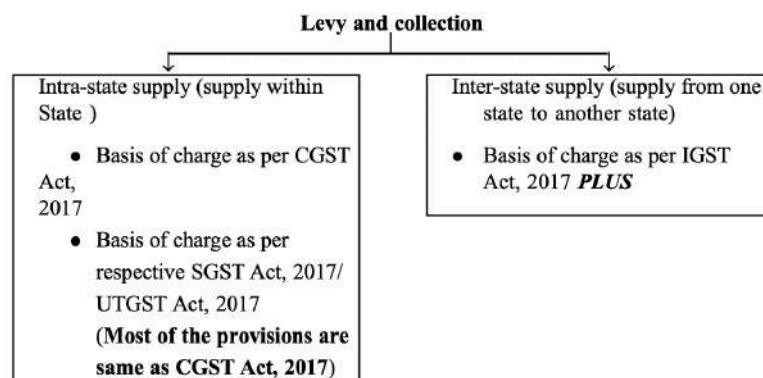 Levy and collection
Intra-state supply (supply within
State )
● Basis of charge as per CGST
Act,
2017
● Basis of charge as per
respective SGST Act, 2017/
UTGST Act, 2017
(Most of the provisions are
same as CGST Act, 2017)
Inter-state supply (supply from one
state to another state)
● Basis of charge as per IGST
Act, 2017 PLUS